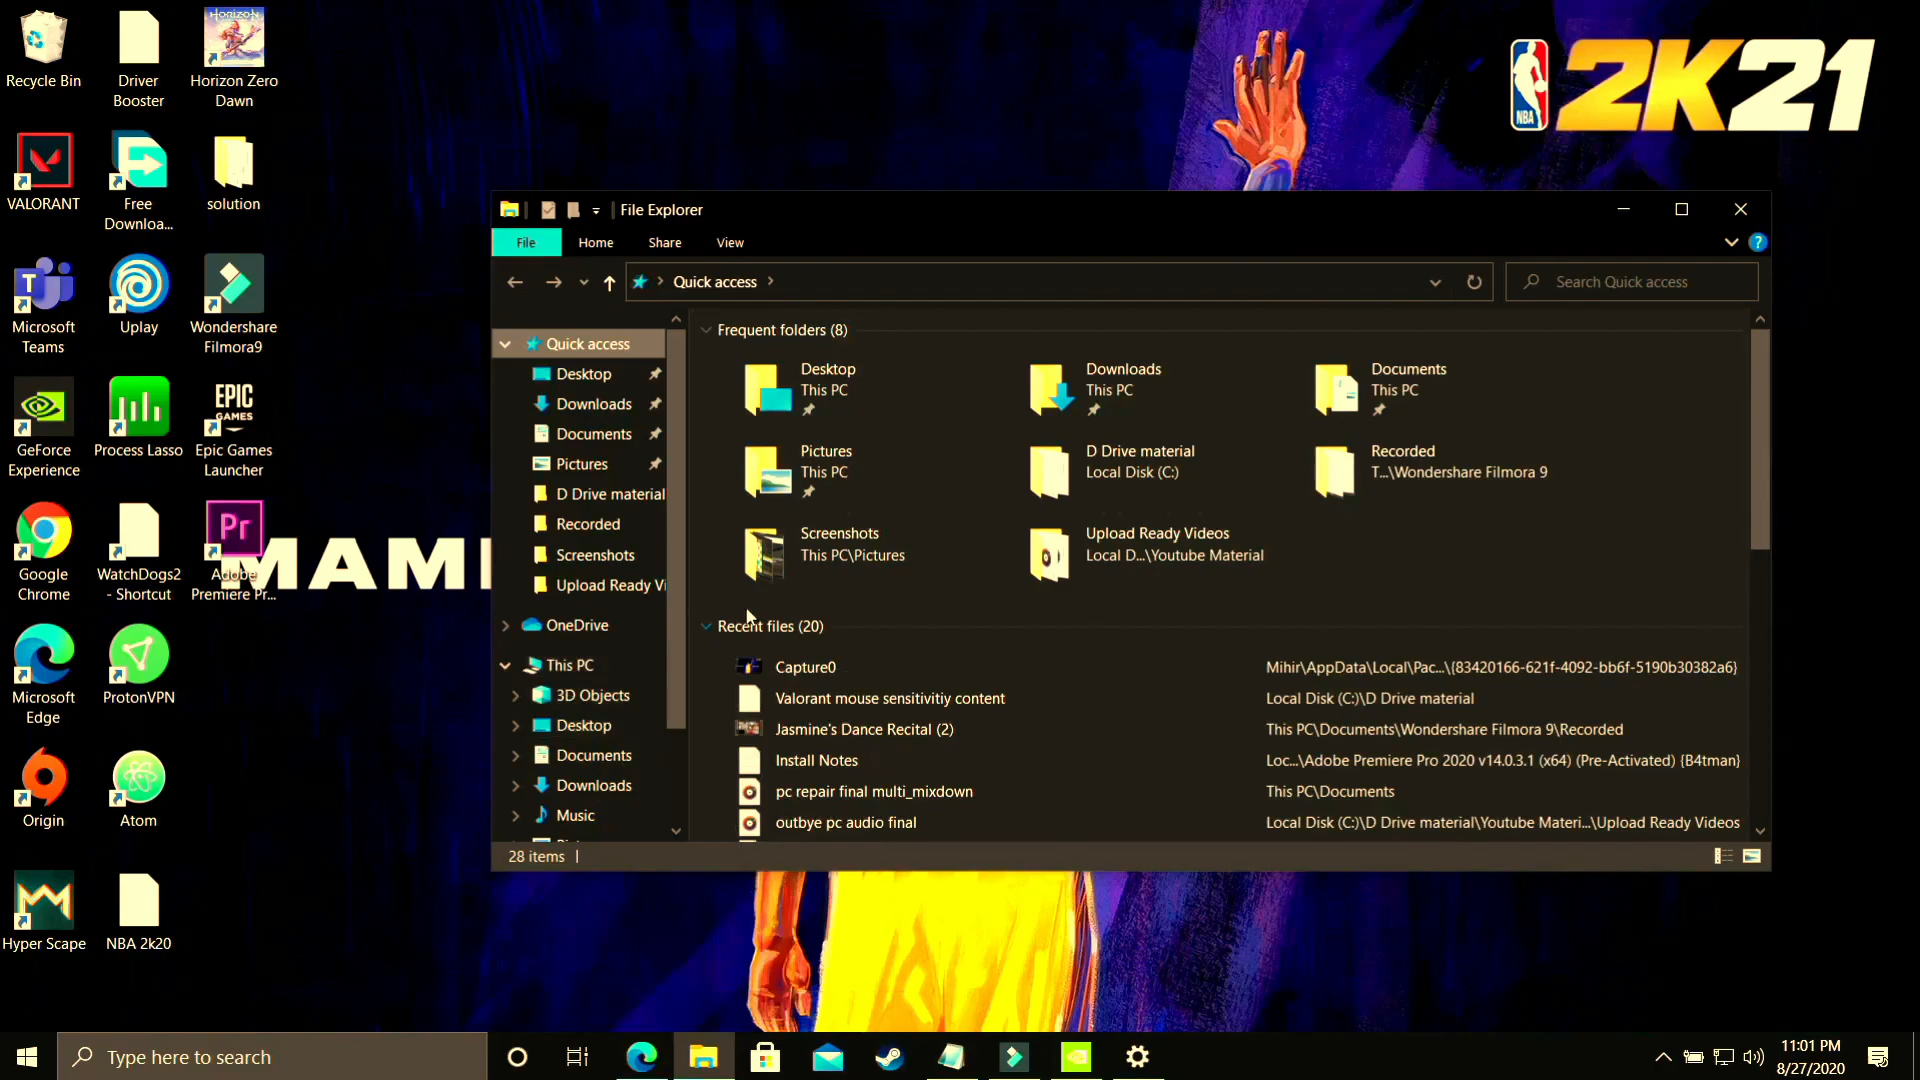 Recycle Bin
Driver
Booster
Horizon Zero
Dawn
VALORANT
Free
Downloa...
solution
Microsoft
Teams
Uplay
Wondershare
Filmora9
GeForce
Experience
Process Lasso
EPIC
GAMES
Epic Games
Launcher
Google
Chrome
WatchDogs2
- Shortcut
Pr
Adobe
Premiere Pr...
Microsoft
Edge
ProtonVPN
Origin
Atom
Hyper Scape
NBA 2k20
HORIZON
T
MAM
NBA
2K21
File Explorer
File
Home
Share
View
?
Quick access
Search Quick access
Quick access
Desktop
Downloads
Documents
Pictures
D Drive material
Recorded
Screenshots
Upload Ready Vi
OneDrive
This PC
3D Objects
Desktop
Documents
Downloads
Music
Frequent folders (8)
Desktop
This PC
Downloads
This PC
Documents
This PC
Pictures
This PC
D Drive material
Local Disk (C:)
Recorded
T...\Wondershare Filmora 9
Screenshots
This PC\Pictures
Upload Ready Videos
Local D...\Youtube Material
Recent files (20)
Capture0 Mihir\AppData\Local\Pac...\{83420166-621f-4092-bb6f-5190b30382a6}
Valorant mouse sensitivitiy content Local Disk (C:)\D Drive material
Jasmine's Dance Recital (2) This PC\Documents\Wondershare Filmora 9\Recorded
Install Notes Loc...\Adobe Premiere Pro 2020 v14.0.3.1 (x64) (Pre-Activated) {B4tman}
pc repair final multi_mixdown This PC\Documents
outbye pc audio final Local Disk (C:)\D Drive material\Youtube Materi...\Upload Ready Videos
28 items
Type here to search
11:01 PM
8/27/2020